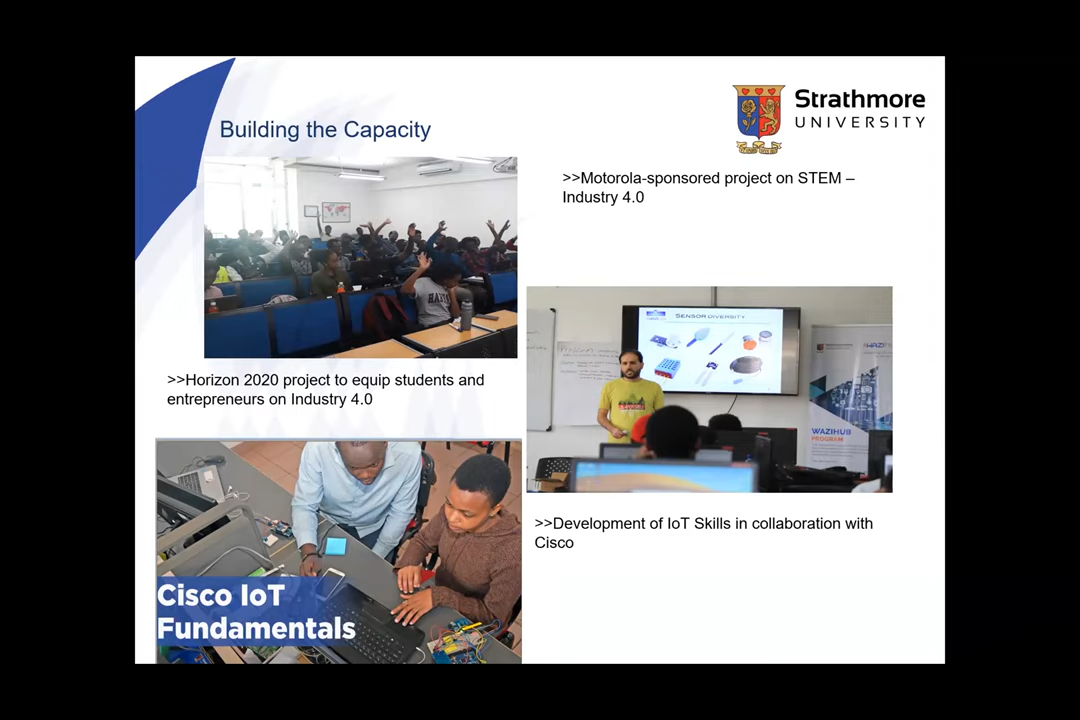 Strathmore
UNIVERSITY
Building the Capacity
>>Motorola-sponsored project on STEM –
Industry 4.0
SENSOR DIVERSITY
WAZIHUB
PROGRAM
>>Horizon 2020 project to equip students and
entrepreneurs on Industry 4.0
>>Development of IoT Skills in collaboration with
Cisco
Cisco IoT
Fundamentals